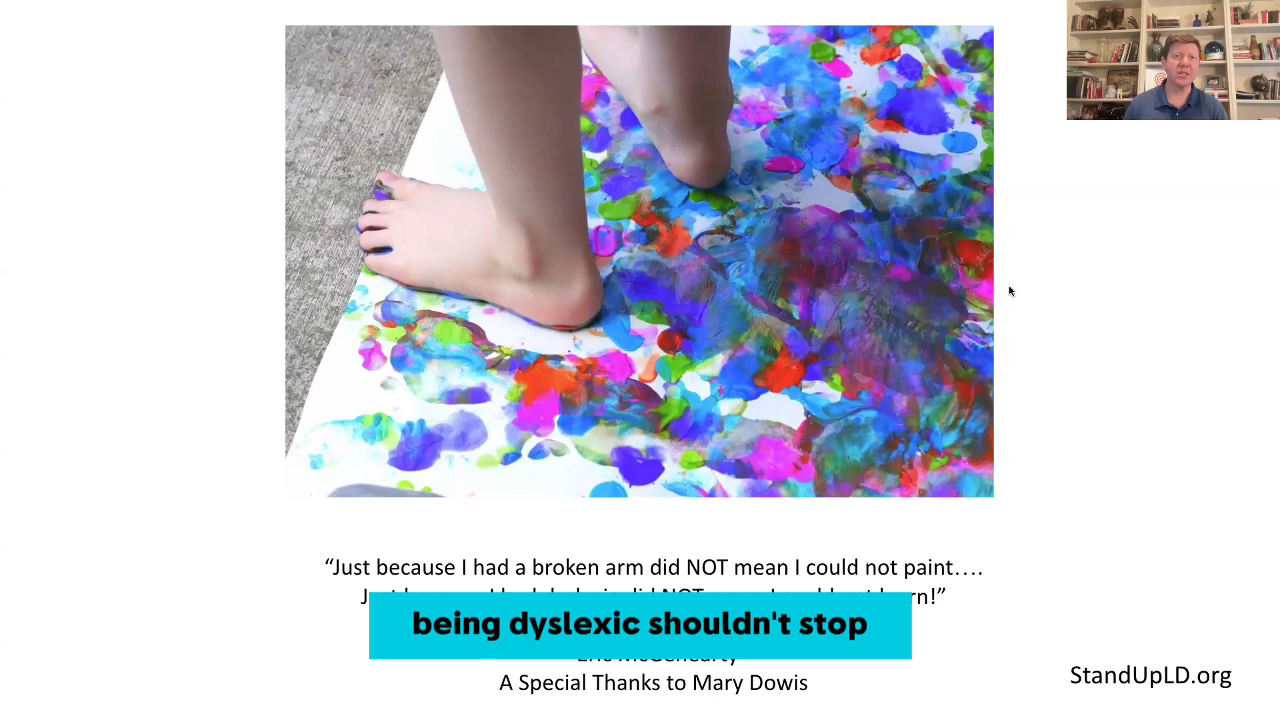 “Just because I had a broken arm did NOT mean I could not paint….
being dyslexic shouldn't stop
A Special Thanks to Mary Dowis
StandUpLD.org